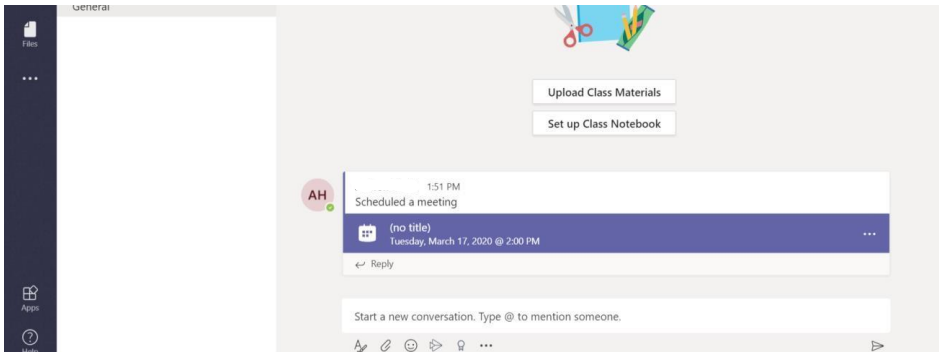 General
Files
Upload Class Materials
Set up Class Notebook
AH
1:51 PM
Scheduled a meeting
(no title)
Tuesday, March 17, 2020 @ 2:00 PM
Reply
Apps
Start a new conversation. Type @ to mention someone.
Help